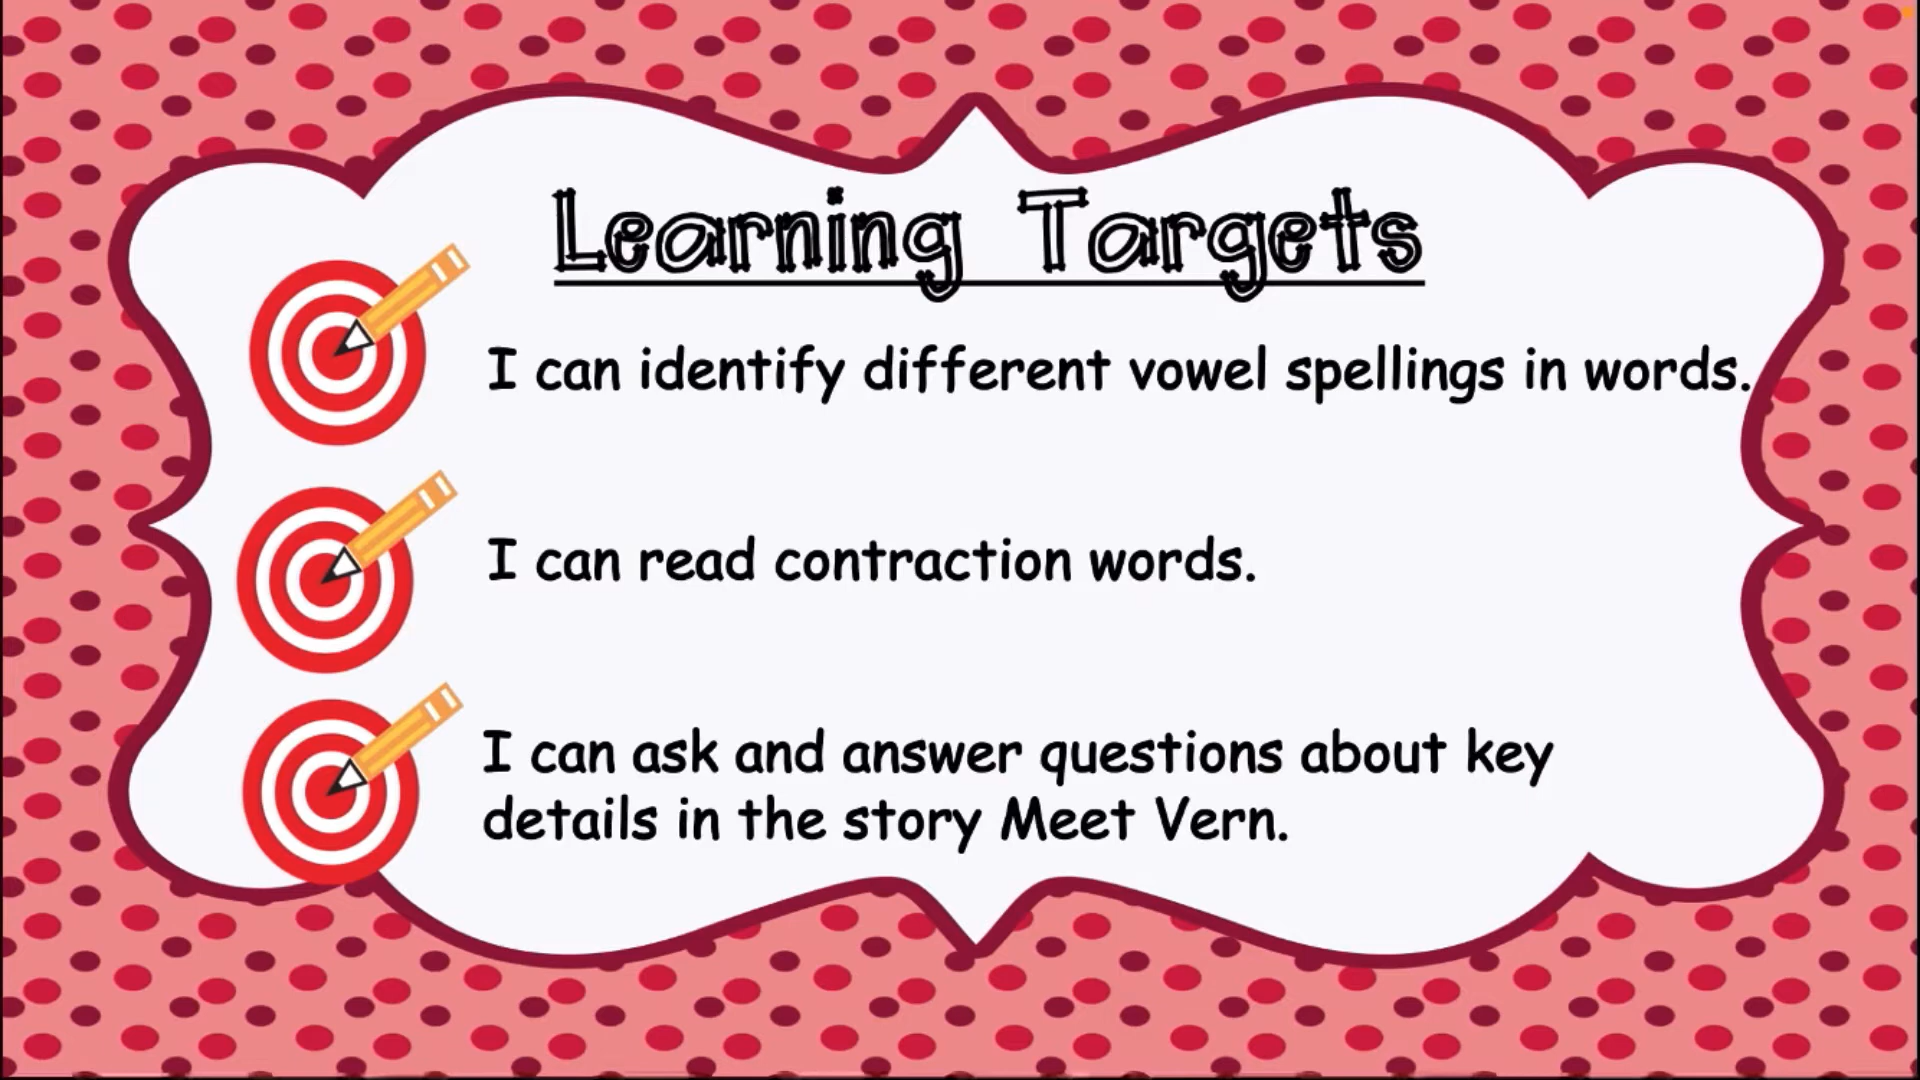 Learning Targets
I can identify different vowel spellings in words.
I can read contraction words.
I can ask and answer questions about key
details in the story Meet Vern.